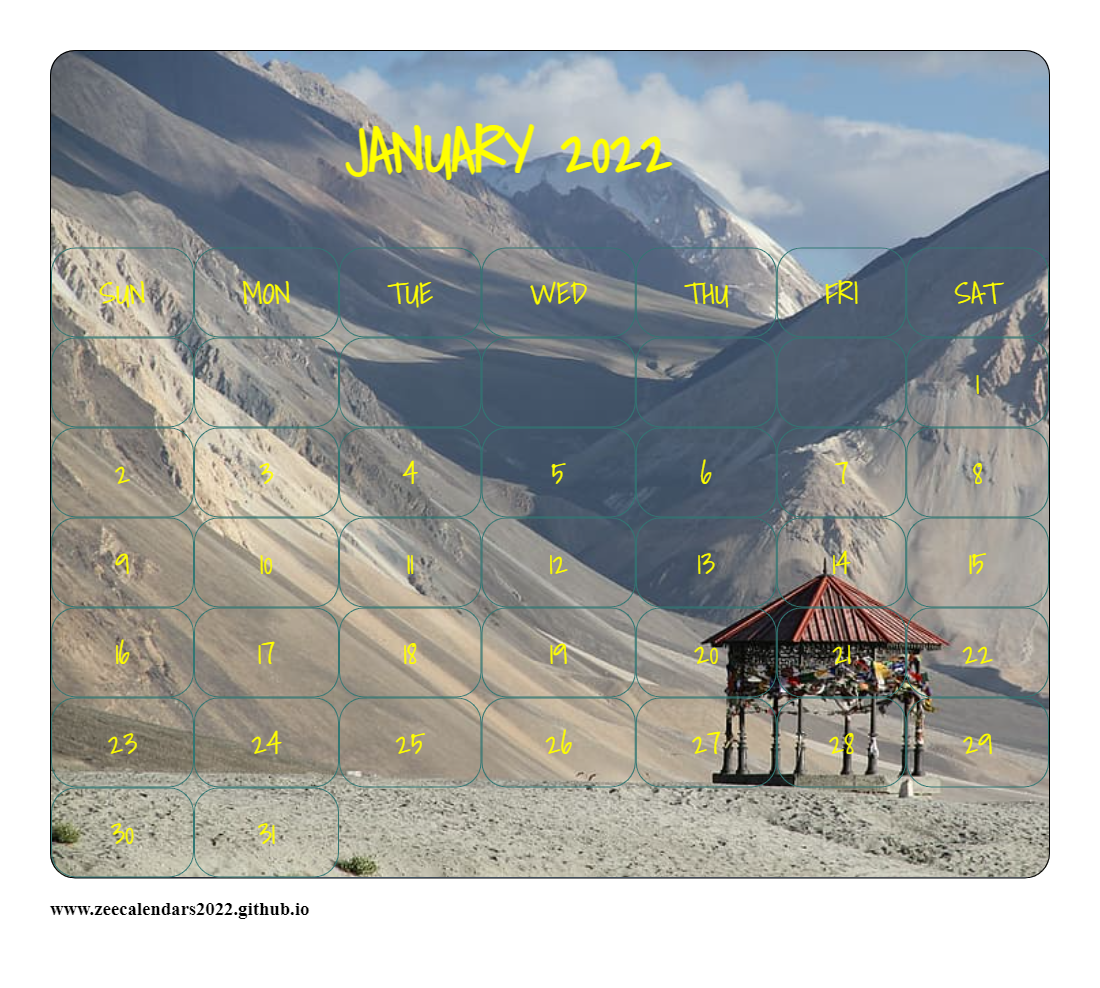 JANUARY 2022
SUN MON TUE WED THU FRI SAT
1
2 3 4 5 6 7 8
9 10 11 12 13 14 15
16 17 18 19 20 21 22
23 24 25 26 27 28 29
30 31
www.zeecalendars2022.github.io